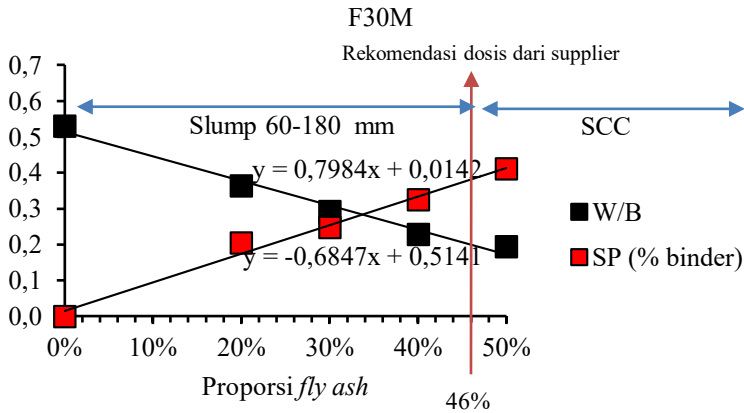 F30M
Rekomendasi dosis dari supplier
0,7
0,6
0,5
0,4
0,3
0,2
0,1
0,0
Slump 60-180 mm
SCC
y = 0,7984x + 0,0142
y = -0,6847x + 0,5141
W/B
SP (% binder)
0% 10% 20% 30% 40% 50%
Proporsi fly ash
46%